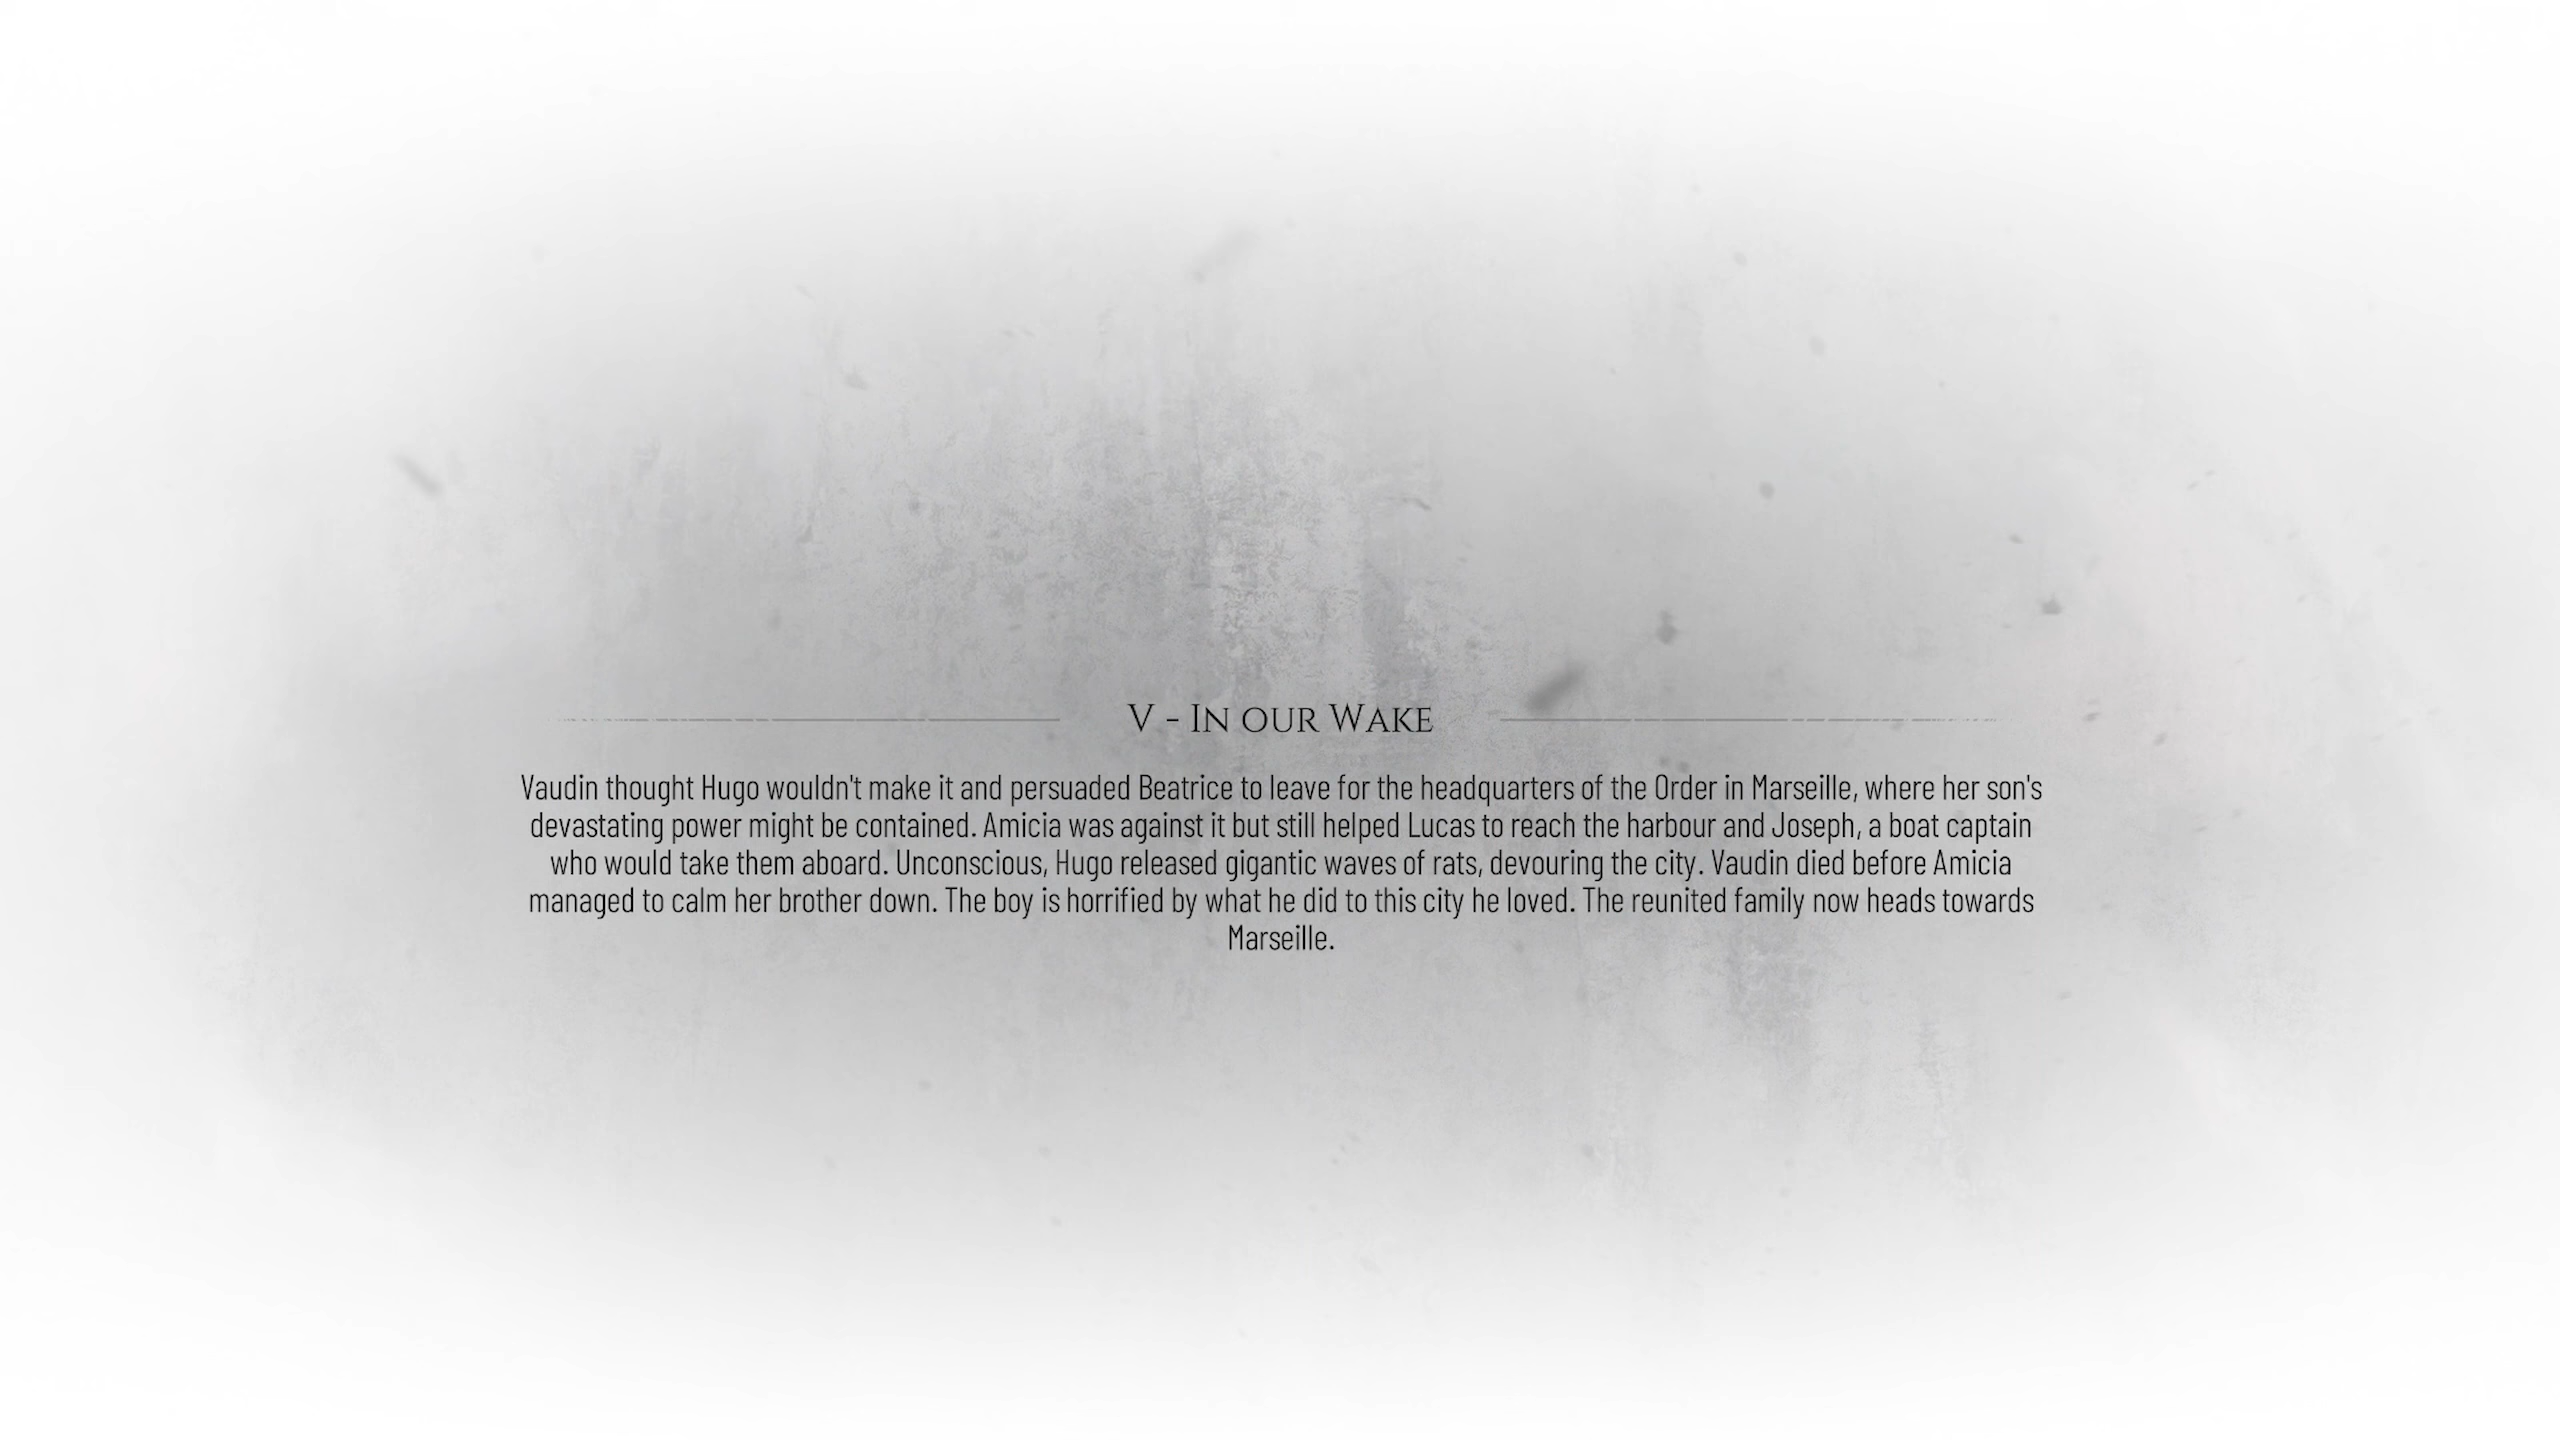 V - In our Wake
Vaudin thought Hugo wouldn't make it and persuaded Beatrice to leave for the headquarters of the Order in Marseille, where her son's
devastating power might be contained. Amicia was against it but still helped Lucas to reach the harbour and Joseph, a boat captain
who would take them aboard. Unconscious, Hugo released gigantic waves of rats, devouring the city. Vaudin died before Amicia
managed to calm her brother down. The boy is horrified by what he did to this city he loved. The reunited family now heads towards
Marseille.